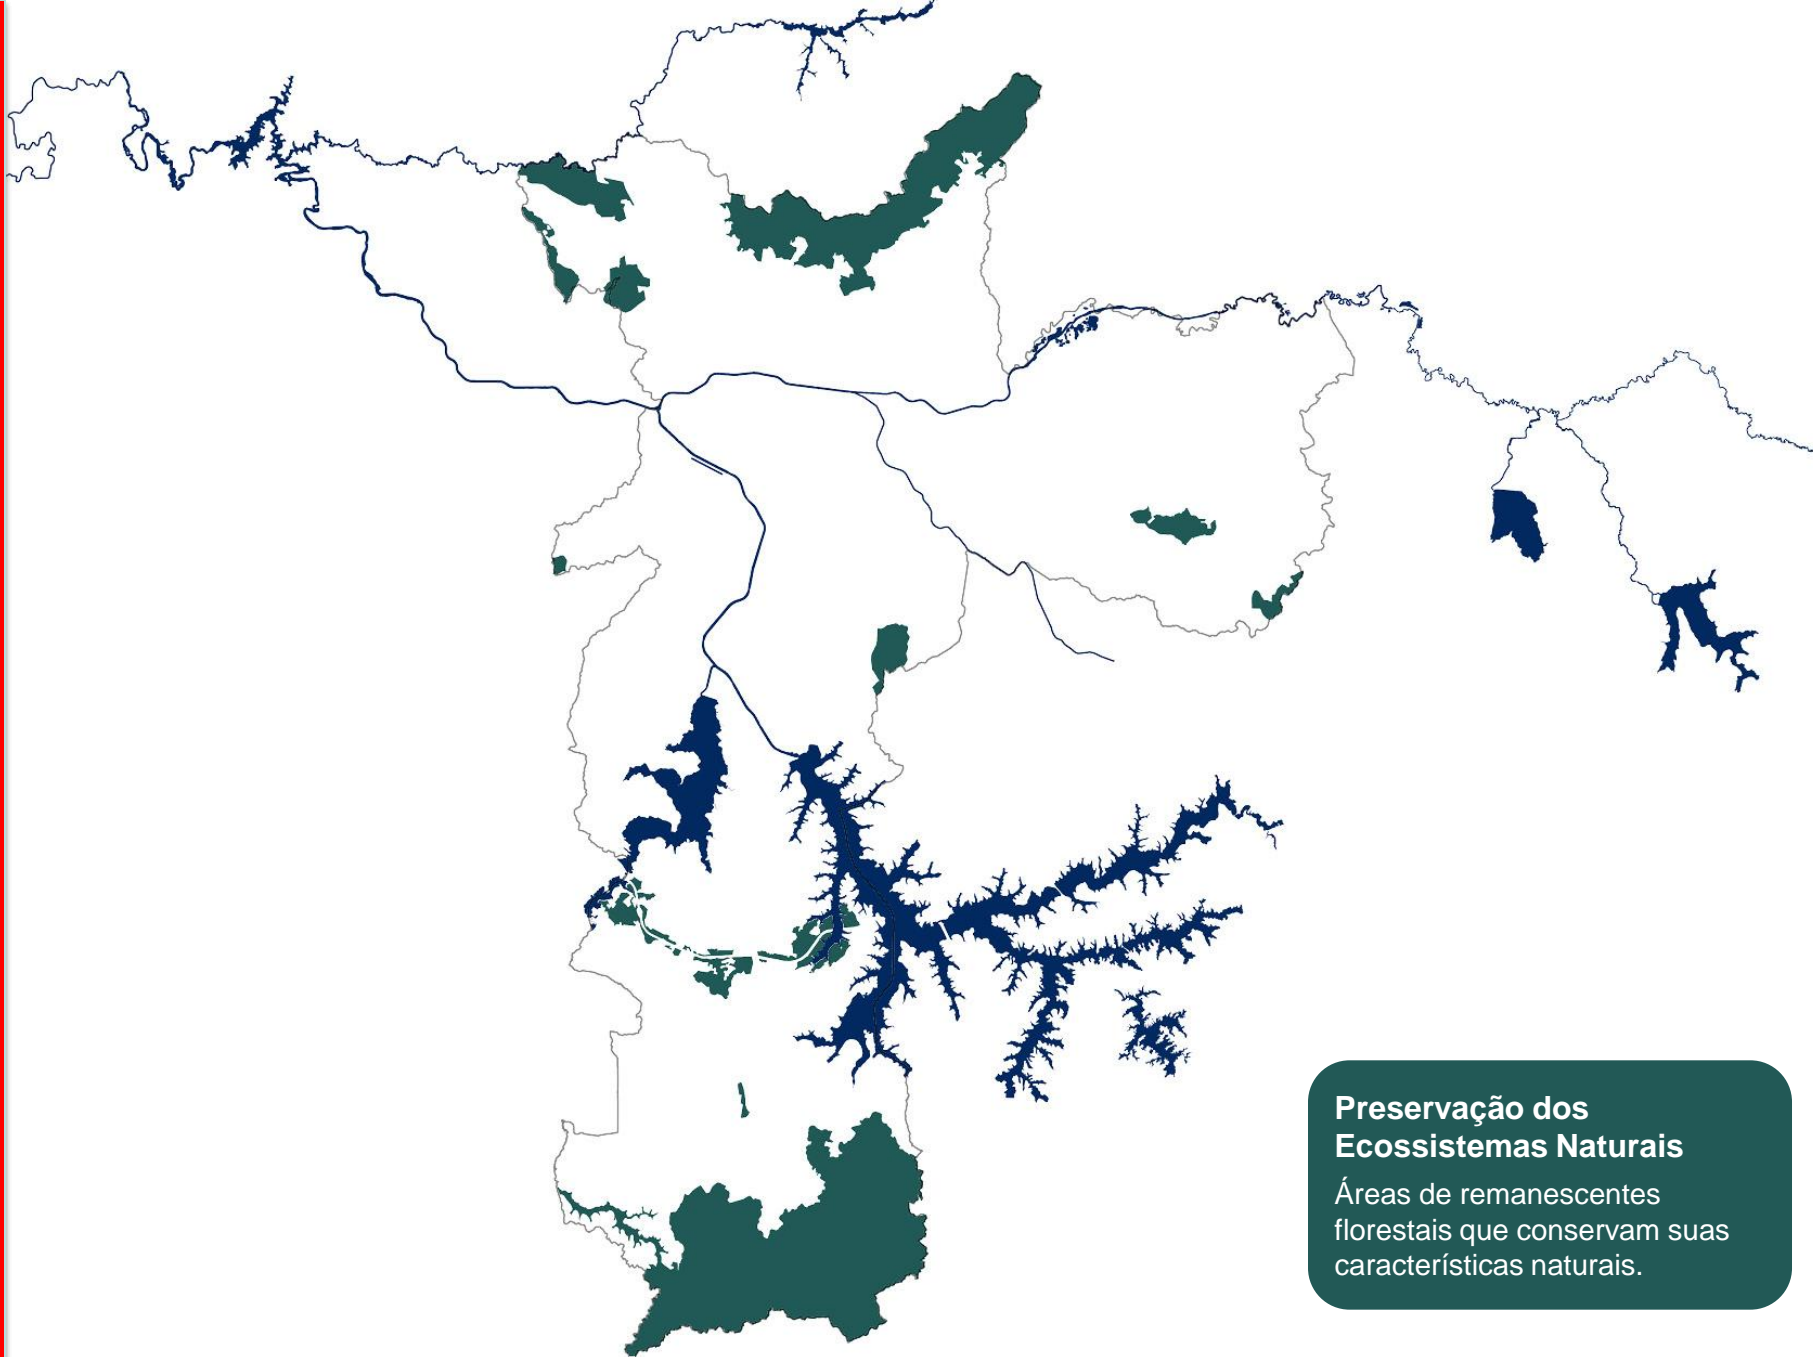 Preservação dos
Ecossistemas Naturais
Áreas de remanescentes
florestais que conservam suas
características naturais.